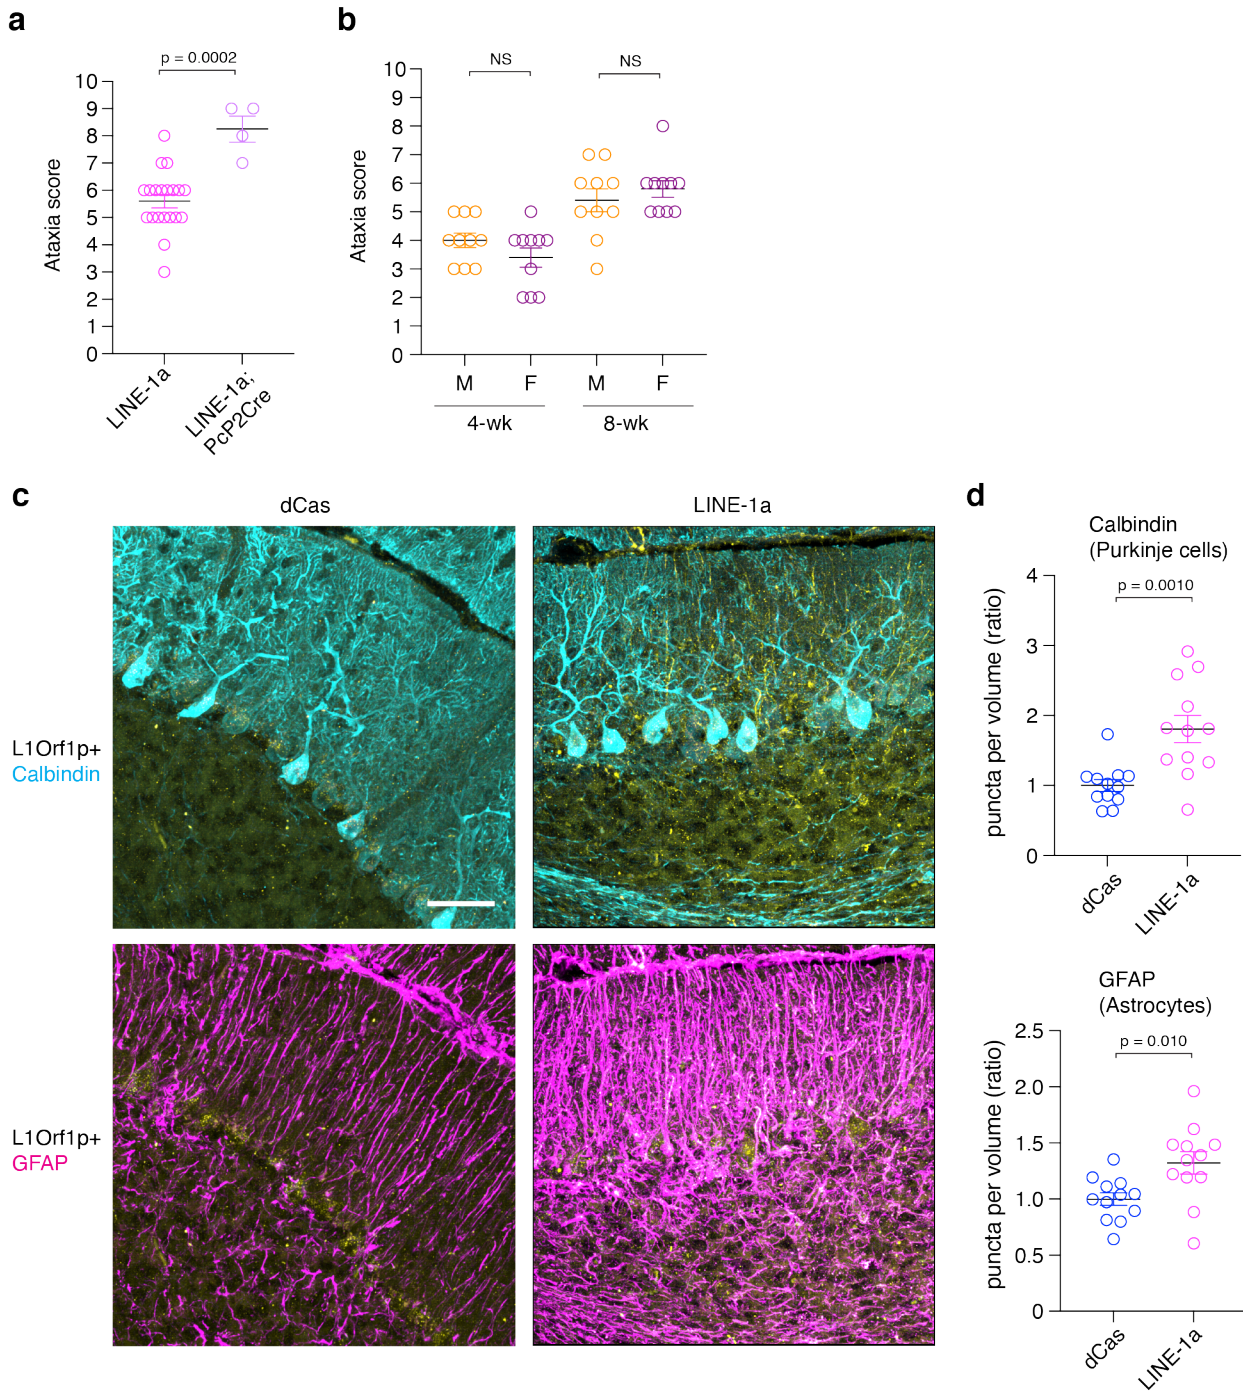 a
p = 0.0002
10
9
8
7
6
5
4
3
2
1
0
Ataxia score
LINE-1a
LINE-1a;
PcP2Cre
b
NS
NS
10
9
8
7
6
5
4
3
2
1
0
Ataxia score
M
F
M
F
4-wk
8-wk
c
dCas
LINE-1a
L1Orf1p+
Calbindin
L1Orf1p+
GFAP
d
Calbindin
(Purkinje cells)
p = 0.0010
4
3
2
1
0
puncta per volume (ratio)
dCas
LINE-1a
GFAP
(Astrocytes)
p = 0.010
2.5
2.0
1.5
1.0
0.5
0
puncta per volume (ratio)
dCas
LINE-1a